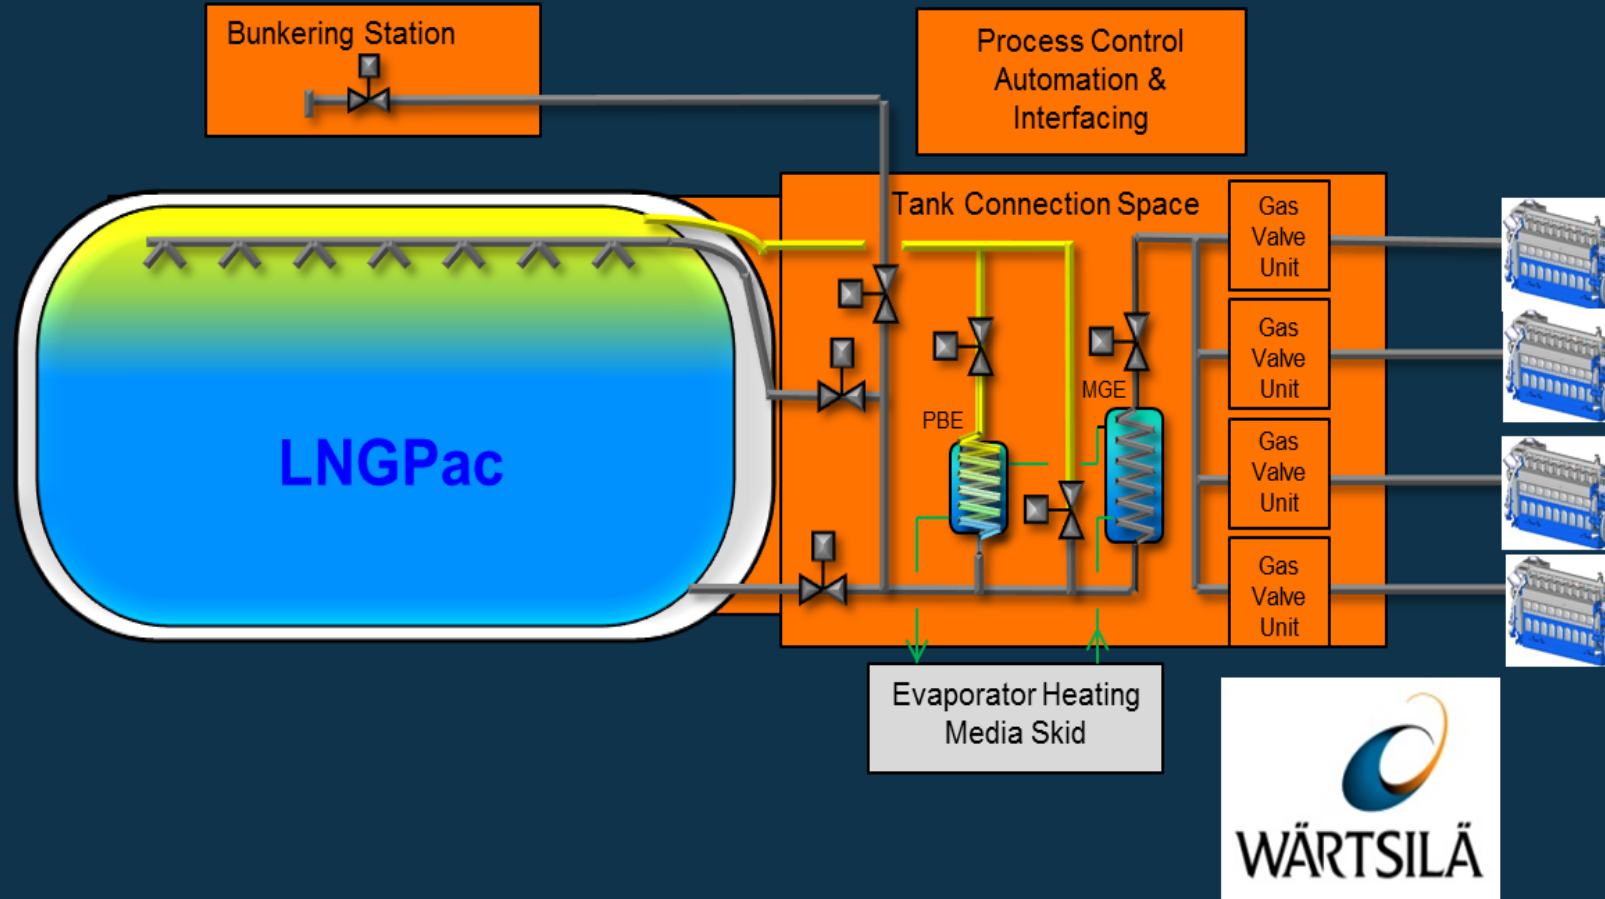 Bunkering Station
Process Control
Automation &
Interfacing
Tank Connection Space
Gas
Valve
Unit
Gas
Valve
Unit
MGE
PBE
LNGPac
Gas
Valve
Unit
Gas
Valve
Unit
Evaporator Heating
Media Skid
WÄRTSILÄ